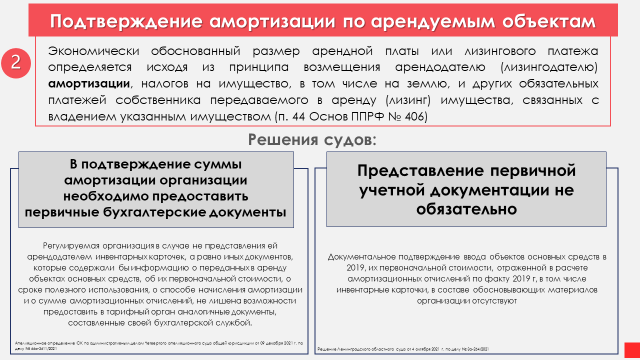 Подтверждение амортизации по арендуемым объектам
2
Экономически обоснованный размер арендной платы или лизингового платежа
определяется исходя из принципа возмещения арендодателю (лизингодателю)
амортизации, налогов на имущество, в том числе на землю, и других обязательных
платежей собственника передаваемого в аренду (лизинг) имущества, связанных с
владением указанным имуществом (п. 44 Основ ППРФ № 406)
Решения судов:
В подтверждение суммы
амортизации организации
необходимо предоставить
первичные бухгалтерские документы
Регулируемая организация в случае не представления ей
арендодателем инвентарных карточек, а равно иных документов,
которые содержали бы информацию о переданных в аренду
объектах основных средств, об их первоначальной стоимости, о
сроке полезного использования, о способе начисления амортизации
и о сумме амортизационных отчислений, не лишена возможности
предоставить в тарифный орган аналогичные документы,
составленные своей бухгалтерской службой.
Апелляционное определение СК по административным делам Четвертого апелляционного суда общей юрисдикции от 09 декабря 2021 г. по
делу №
Представление первичной
учетной документации не
обязательно
Документальное подтверждение ввода объектов основных средств в
2019, их первоначальной стоимости, отраженной в расчете
амортизационных отчислений по факту 2019 г, в том числе
инвентарные карточки, в составе обосновывающих материалов
организации отсутствуют
Решение Ленинградского областного суда от 4 октября 2021 г. по делу №